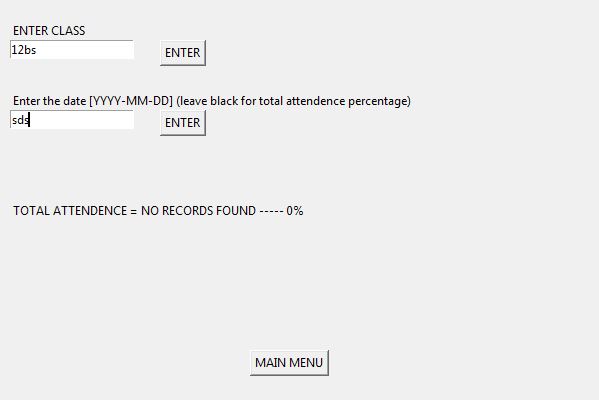 ENTER CLASS
12bs
ENTER
Enter the date [YYYY-MM-DD] (leave black for total attendence percentage)
sds
ENTER
TOTAL ATTENDENCE = NO RECORDS FOUND ----- 0%
MAIN MENU